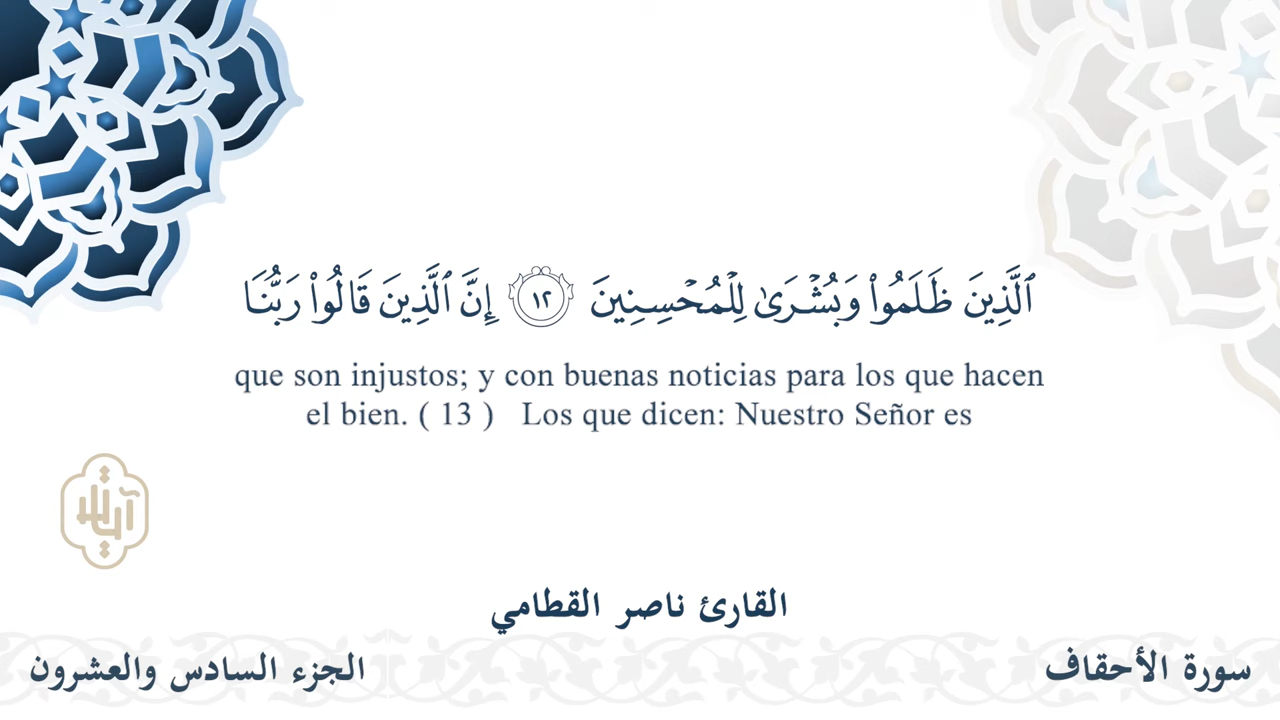 ٱلَّذِينَ ظَلَمُوا۟ وَبُشْرَىٰ لِلْمُحْسِنِينَ ١٢ إِنَّ ٱلَّذِينَ قَالُوا۟ رَبُّنَا
que son injustos; y con buenas noticias para los que hacen
el bien. ( 13 ) Los que dicen: Nuestro Señor es
آيات
القارئ ناصر القطامي
سورة الأحقاف
الجزء السادس والعشرون